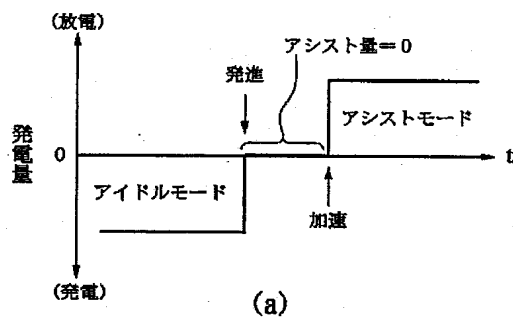 (放電)
アシスト量=0
発進
アシストモード
発電量
0
t
アイドルモード
加速
(発電)
(a)